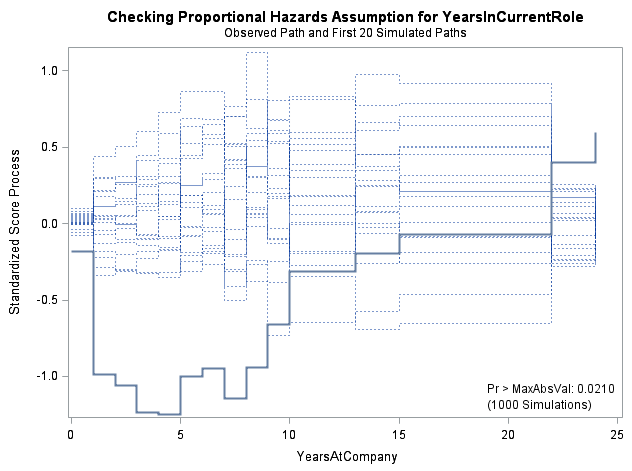 Checking Proportional Hazards Assumption for YearsInCurrentRole
Observed Path and First 20 Simulated Paths
Standardized Score Process
1.0
0.5
0.0
-0.5
-1.0
Pr > MaxAbsVal: 0.0210
(1000 Simulations)
0 5 10 15 20 25
YearsAtCompany